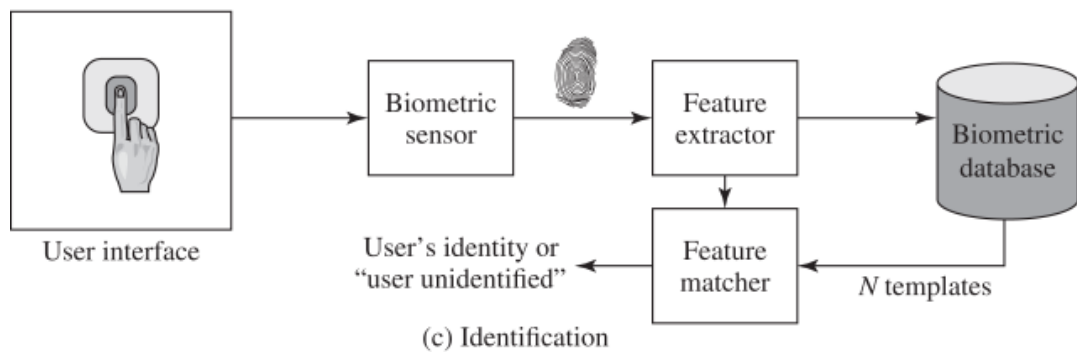 Biometric
sensor
Feature
extractor
Biometric
database
User interface
User’s identity or
“user unidentified”
Feature
matcher
N templates
(c) Identification